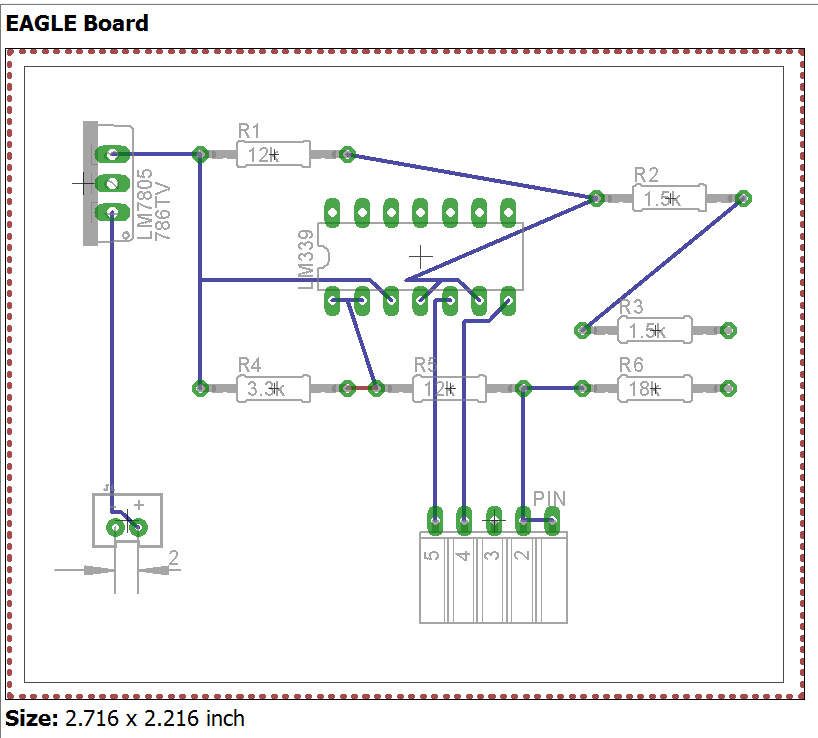 EAGLE Board
R1
12k
R2
1.5k
LM7805
786TV
LM339
R3
1.5k
R4
3.3k
R5
12k
R6
18k
+
PIN
2
5
4
3
2
Size: 2.716 x 2.216 inch